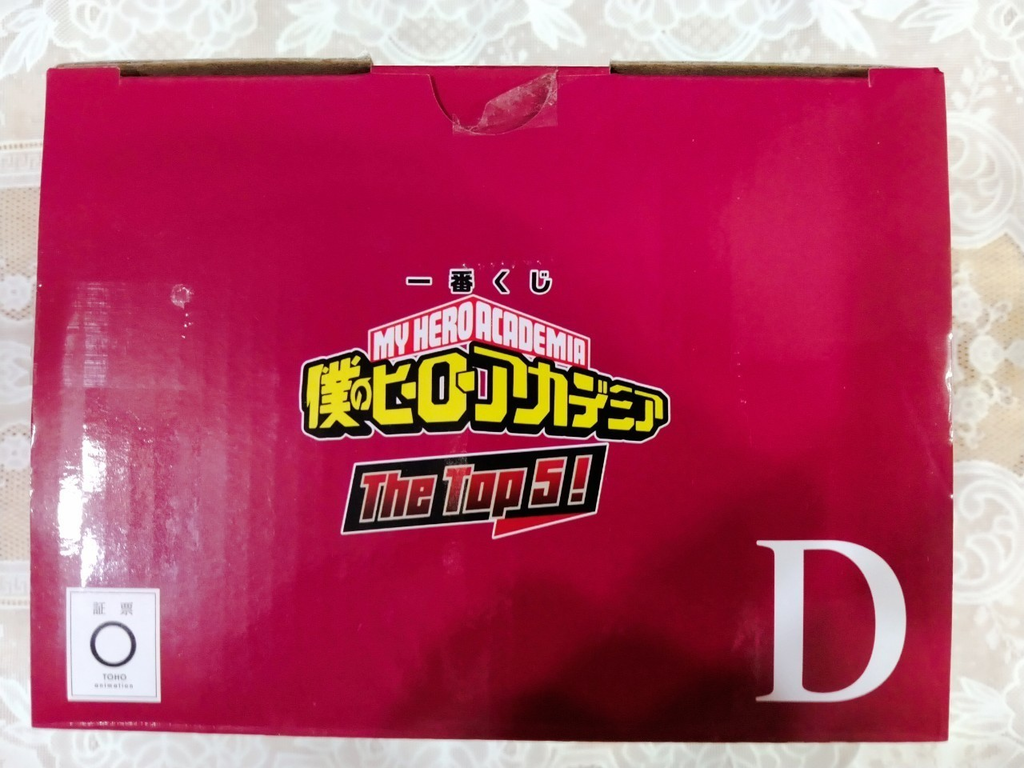 一番くじ
MY HERO ACADEMIA
僕のヒーローアカデミア
The Top 5!
D
証票
TOHO
animation